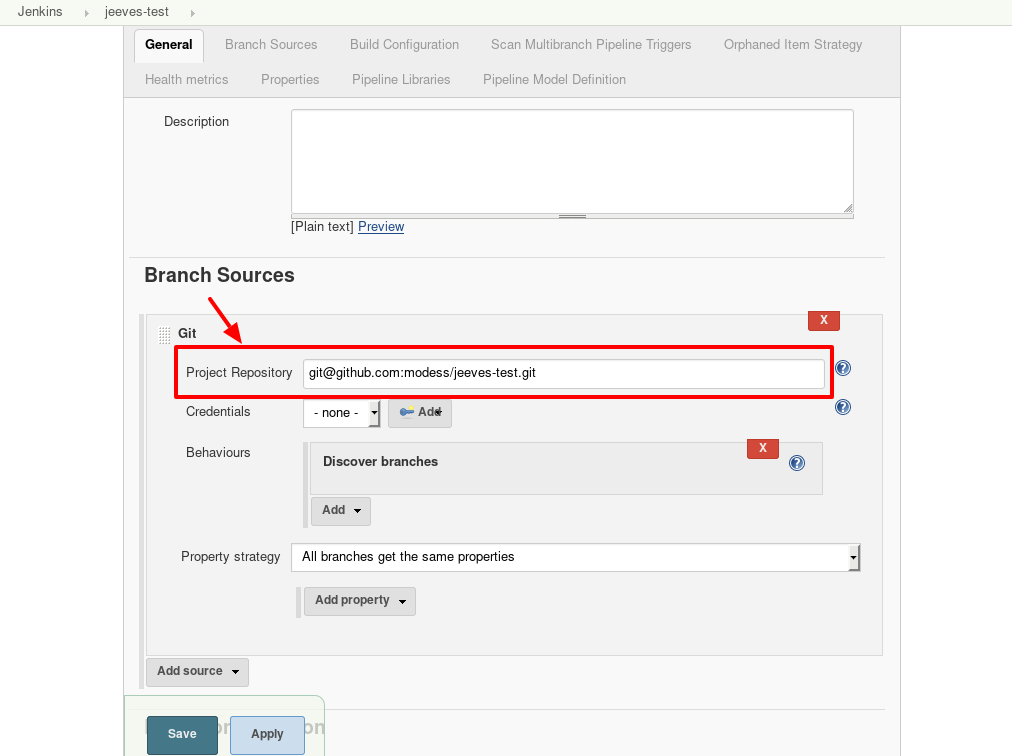 Jenkins jeeves-test
General Branch Sources Build Configuration Scan Multibranch Pipeline Triggers Orphaned Item Strategy
Health metrics Properties Pipeline Libraries Pipeline Model Definition
Description
[Plain text] Preview
Branch Sources
X
Git
Project Repository git@github.com:modess/jeeves-test.git ?
Credentials - none - Add ?
Behaviours
X
Discover branches ?
Add
Property strategy All branches get the same properties
Add property
Add source
Save Apply